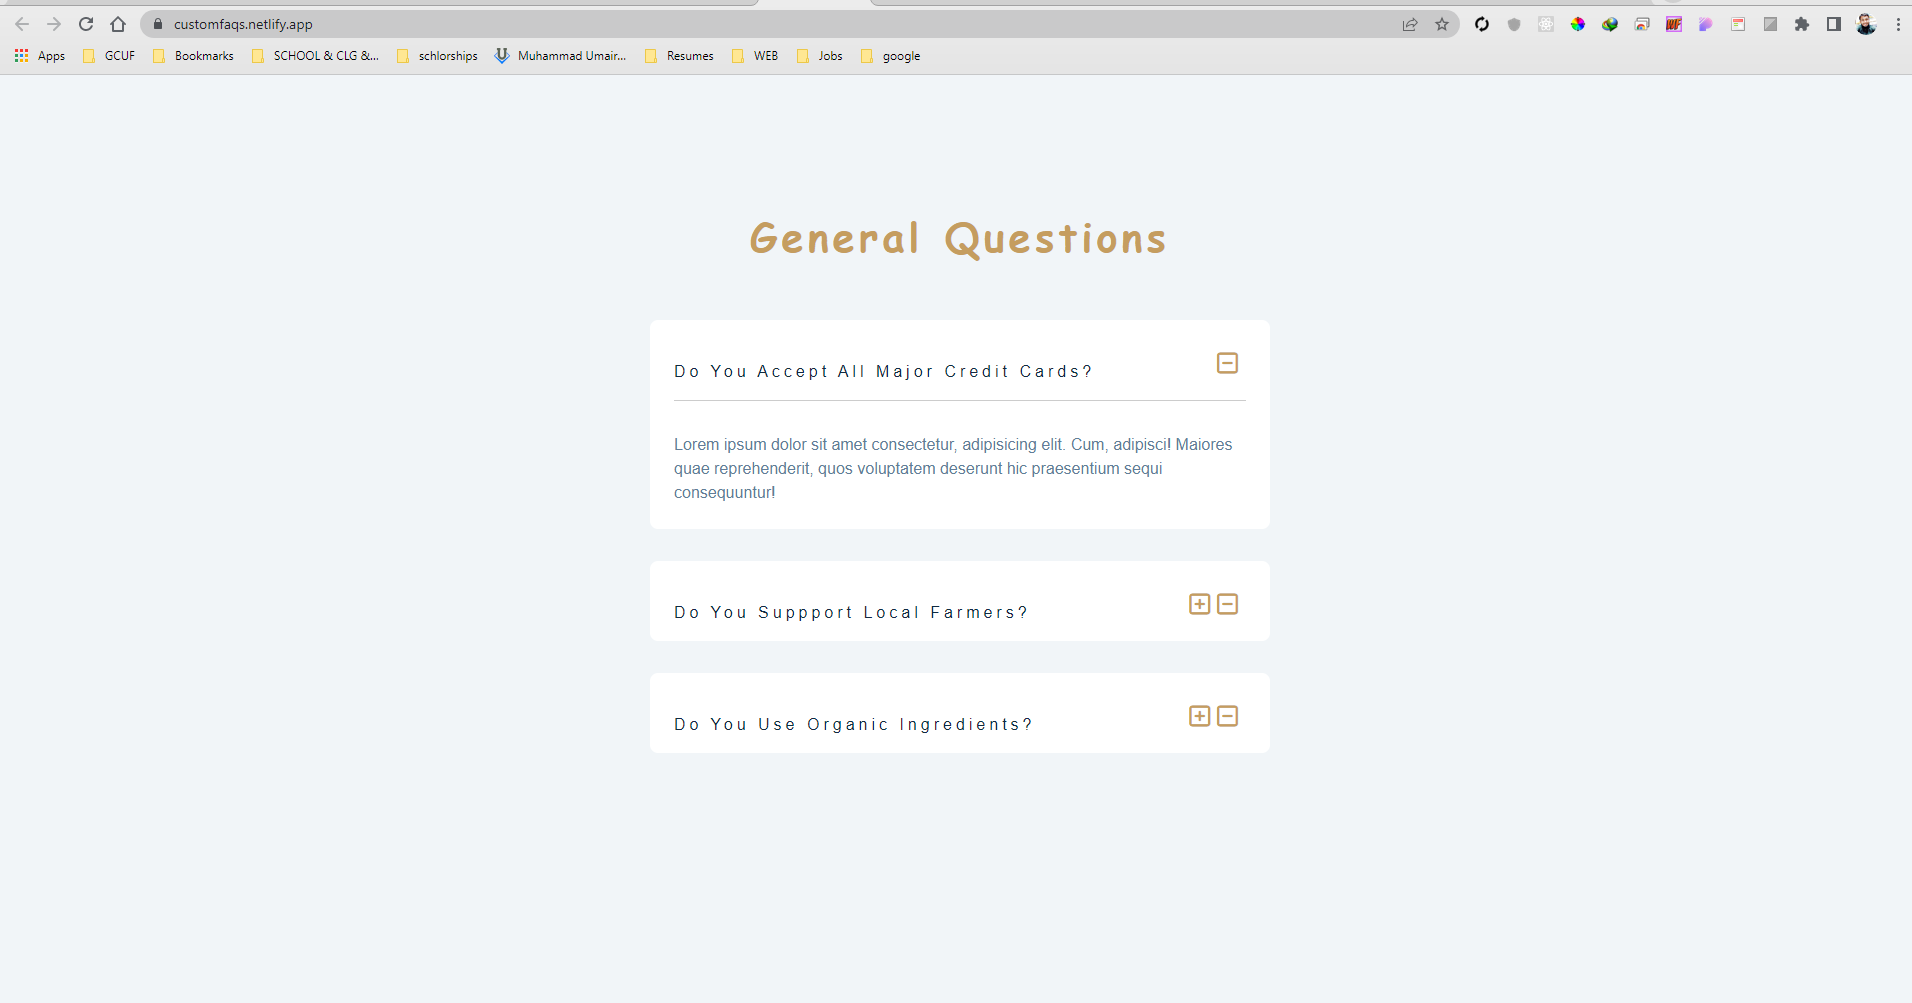 customfaqs.netlify.app
Apps GCUF Bookmarks SCHOOL & CLG &... schlorships Muhammad Umair... Resumes WEB Jobs google
General Questions
Do You Accept All Major Credit Cards?
Lorem ipsum dolor sit amet consectetur, adipisicing elit. Cum, adipisci! Maiores
quae reprehenderit, quos voluptatem deserunt hic praesentium sequi
consequuntur!
Do You Suppport Local Farmers?
Do You Use Organic Ingredients?